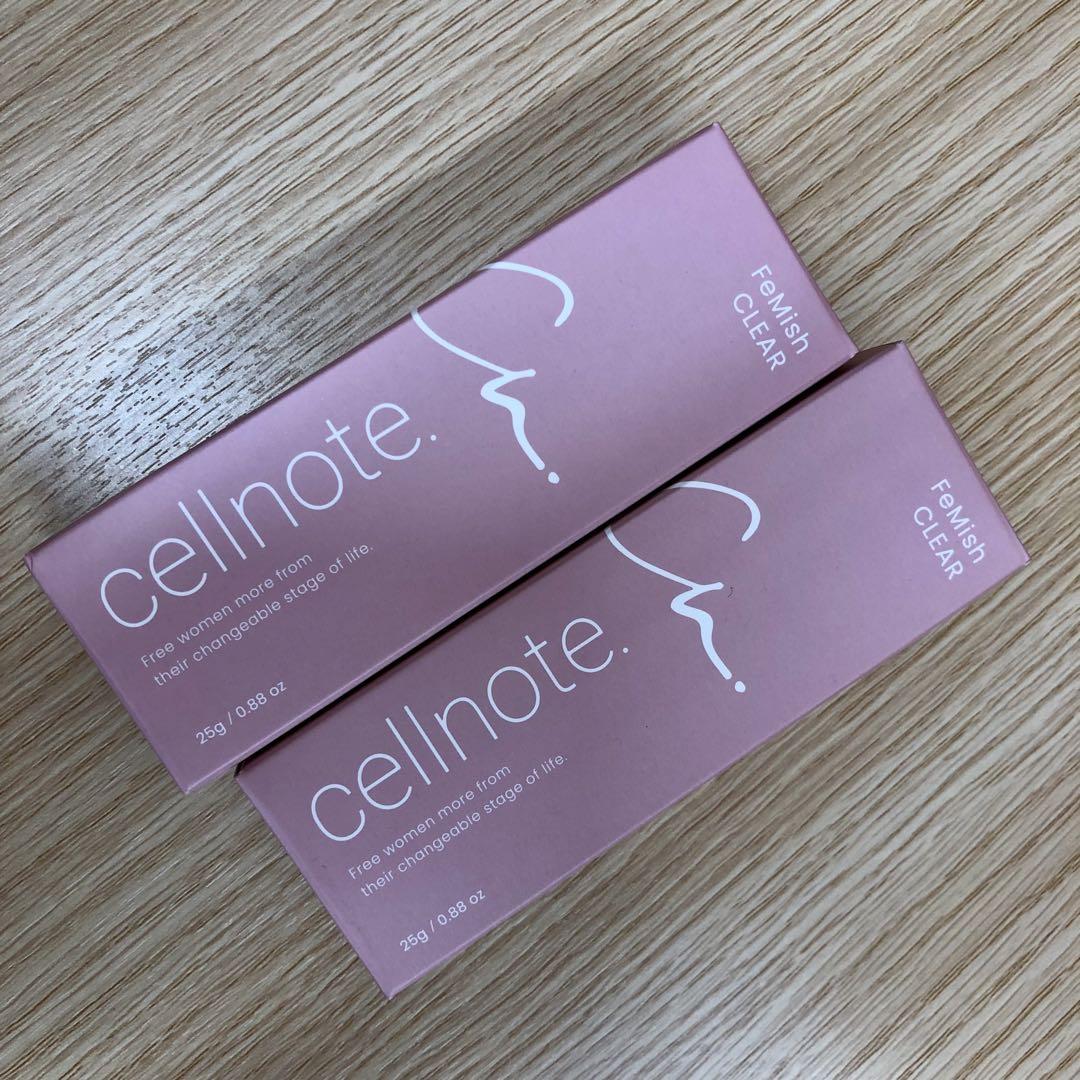 cellnote.
Free women more from
their changeable stage of life.
25g / 0.88 oz
FeMish
CLEAR
cellnote.
Free women more from
their changeable stage of life.
25g / 0.88 oz
FeMish
CLEAR